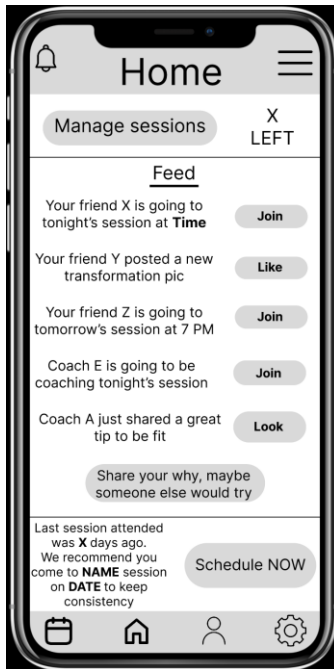 Home
Manage sessions
X
LEFT
Feed
Your friend X is going to
tonight's session at Time
Join
Your friend Y posted a new
transformation pic
Like
Your friend Z is going to
tomorrow's session at 7 PM
Join
Coach E is going to be
coaching tonight's session
Join
Coach A just shared a great
tip to be fit
Look
Share your why, maybe
someone else would try
Last session attended
was X days ago.
We recommend you
come to NAME session
on DATE to keep
consistency
Schedule NOW